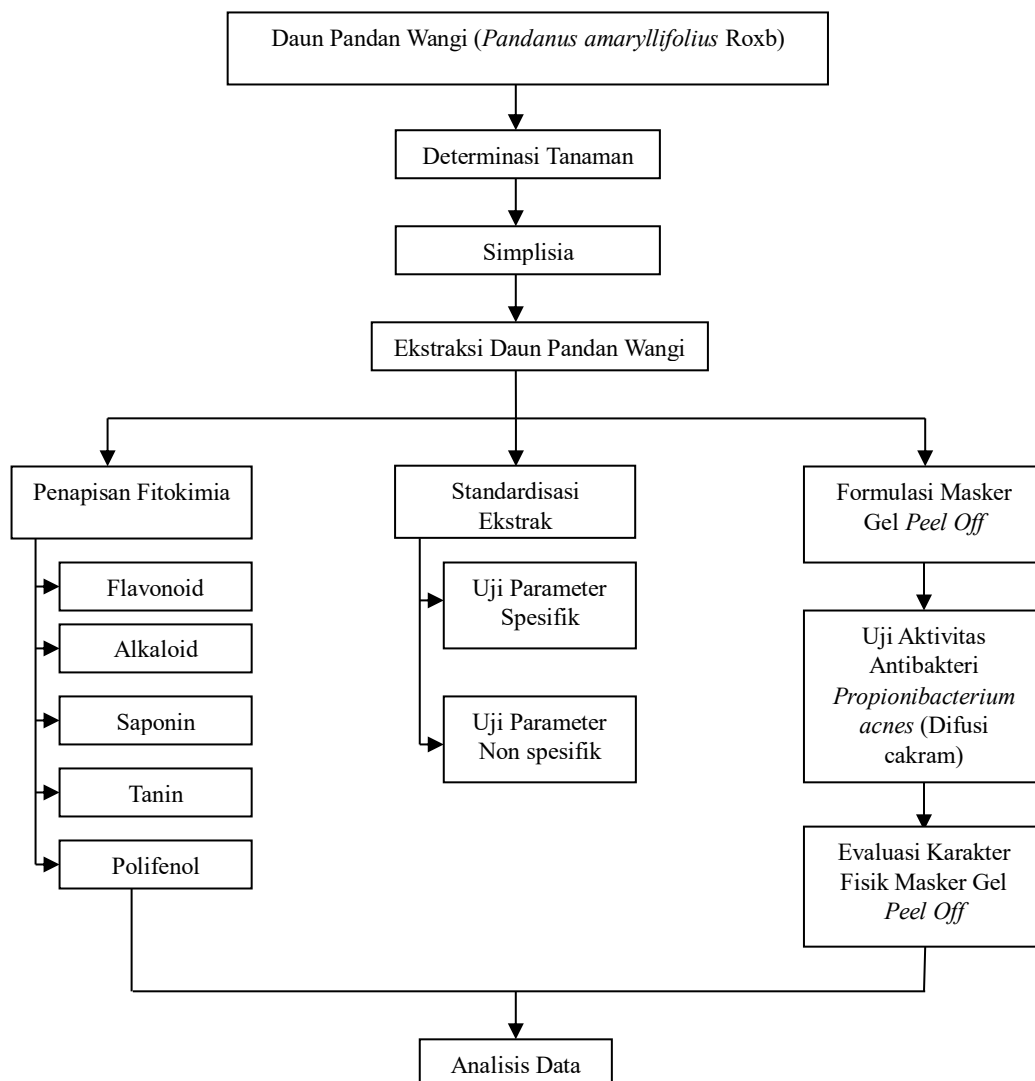 Daun Pandan Wangi (Pandanus amaryllifolius Roxb)
Determinasi Tanaman
Simplisia
Ekstraksi Daun Pandan Wangi
Penapisan Fitokimia
Flavonoid
Alkaloid
Saponin
Tanin
Polifenol
Standardisasi
Ekstrak
Uji Parameter
Spesifik
Uji Parameter
Non spesifik
Formulasi Masker
Gel Peel Off
Uji Aktivitas
Antibakteri
Propionibacterium
acnes (Difusi
cakram)
Evaluasi Karakter
Fisik Masker Gel
Peel Off
Analisis Data